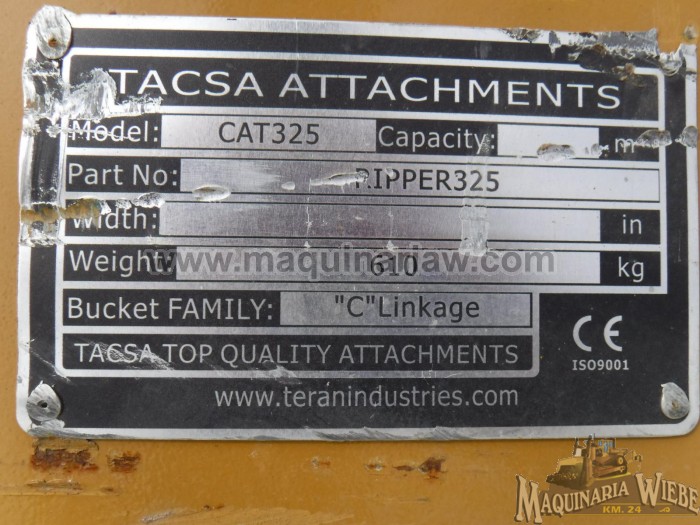 TACSA ATTACHMENTS
Model: CAT325 Capacity: m
Part No: RIPPER325
Width: in
Weight: 610 kg
www.maquinariaw.com
Bucket FAMILY: "C"Linkage
CE
ISO9001
TACSA TOP QUALITY ATTACHMENTS
www.teranindustries.com
MAQUINARIA WIEBE
KM. 24